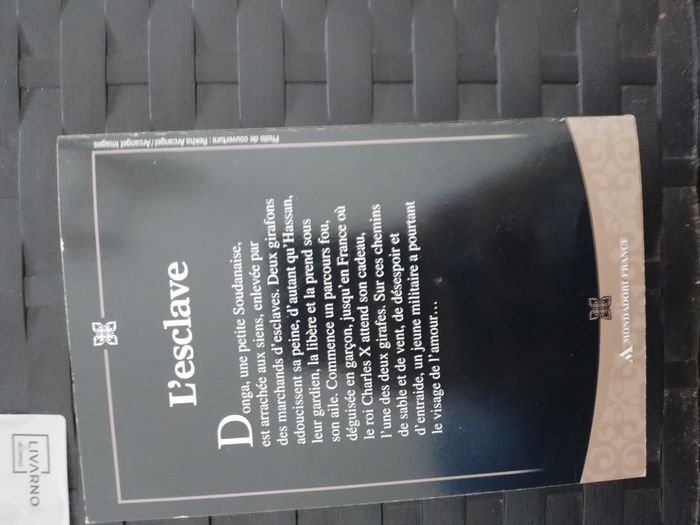 L'esclave
Donga, une petite Soudanaise,
est arrachée aux siens, enlevée par
des marchands d'esclaves. Deux girafons
adoucissent sa peine, d'autant qu'Hassan,
leur gardien, la libère et la prend sous
son aile. Commence un parcours fou,
déguisée en garçon, jusqu'en France où
le roi Charles X attend son cadeau,
l'une des deux girafes. Sur ces chemins
de sable et de vent, de désespoir et
d'entraide, un jeune militaire a pourtant
le visage de l'amour…
MONDADORI FRANCE
Photo de couverture : Rekha Arcangel/Arcangel Images
LIVARNO
home